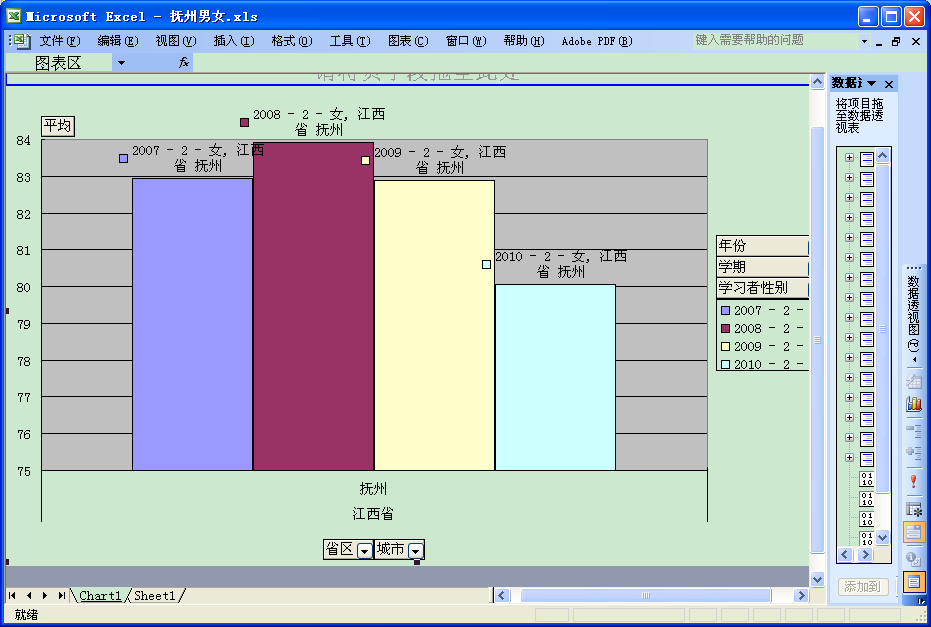 Microsoft Excel - 抚州男女.xls
文件(F) 编辑(E) 视图(V) 插入(I) 格式(O) 工具(T) 图表(C) 窗口(W) 帮助(H) Adobe PDF(B) 键入需要帮助的问题
图表区 fx
请将页字段拖至此处
数据
将项目拖
至数据透
视表
平均
2008 - 2 - 女, 江西
省 抚州
2007 - 2 - 女, 江西
省 抚州
2009 - 2 - 女, 江西
省 抚州
2010 - 2 - 女, 江西
省 抚州
84
83
82
81
80
79
78
77
76
75
年份
学期
学习者性别
2007 - 2 -
2008 - 2 -
2009 - 2 -
2010 - 2 -
抚州
江西省
省区 城市
数据透视图(P)
添加到
Chart1 Sheet1
就绪